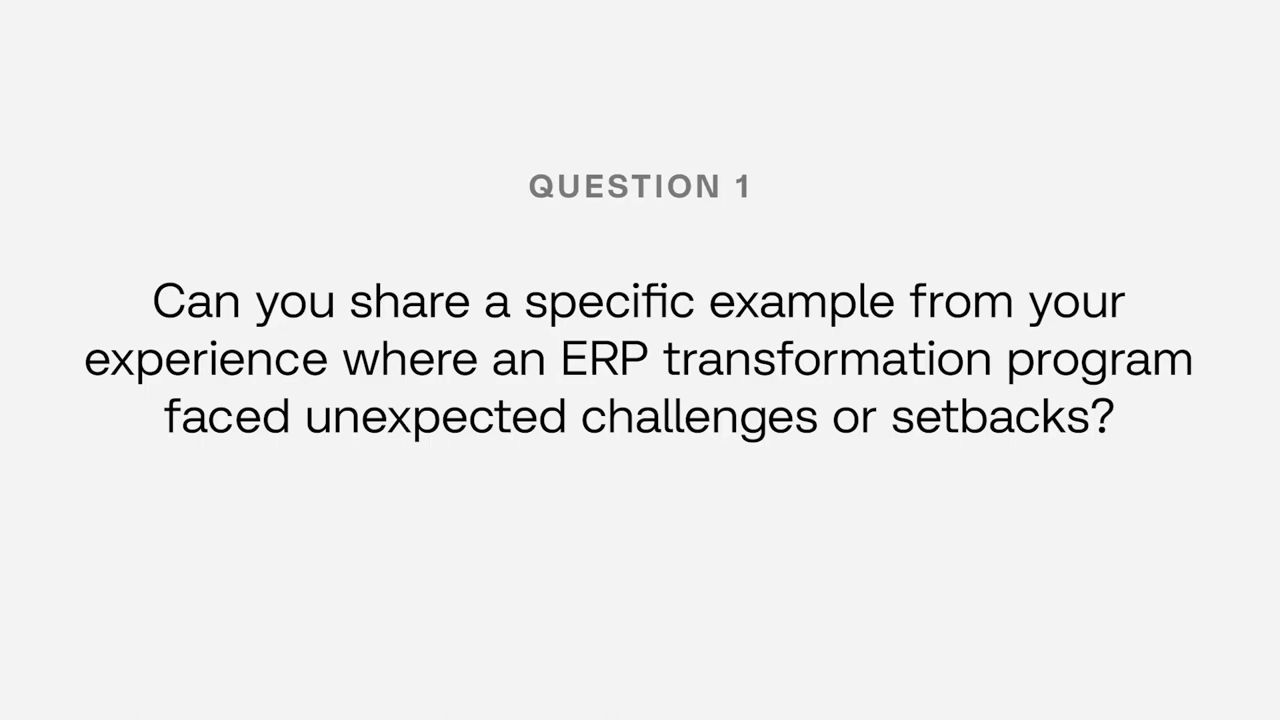 QUESTION 1
Can you share a specific example from your
experience where an ERP transformation program
faced unexpected challenges or setbacks?